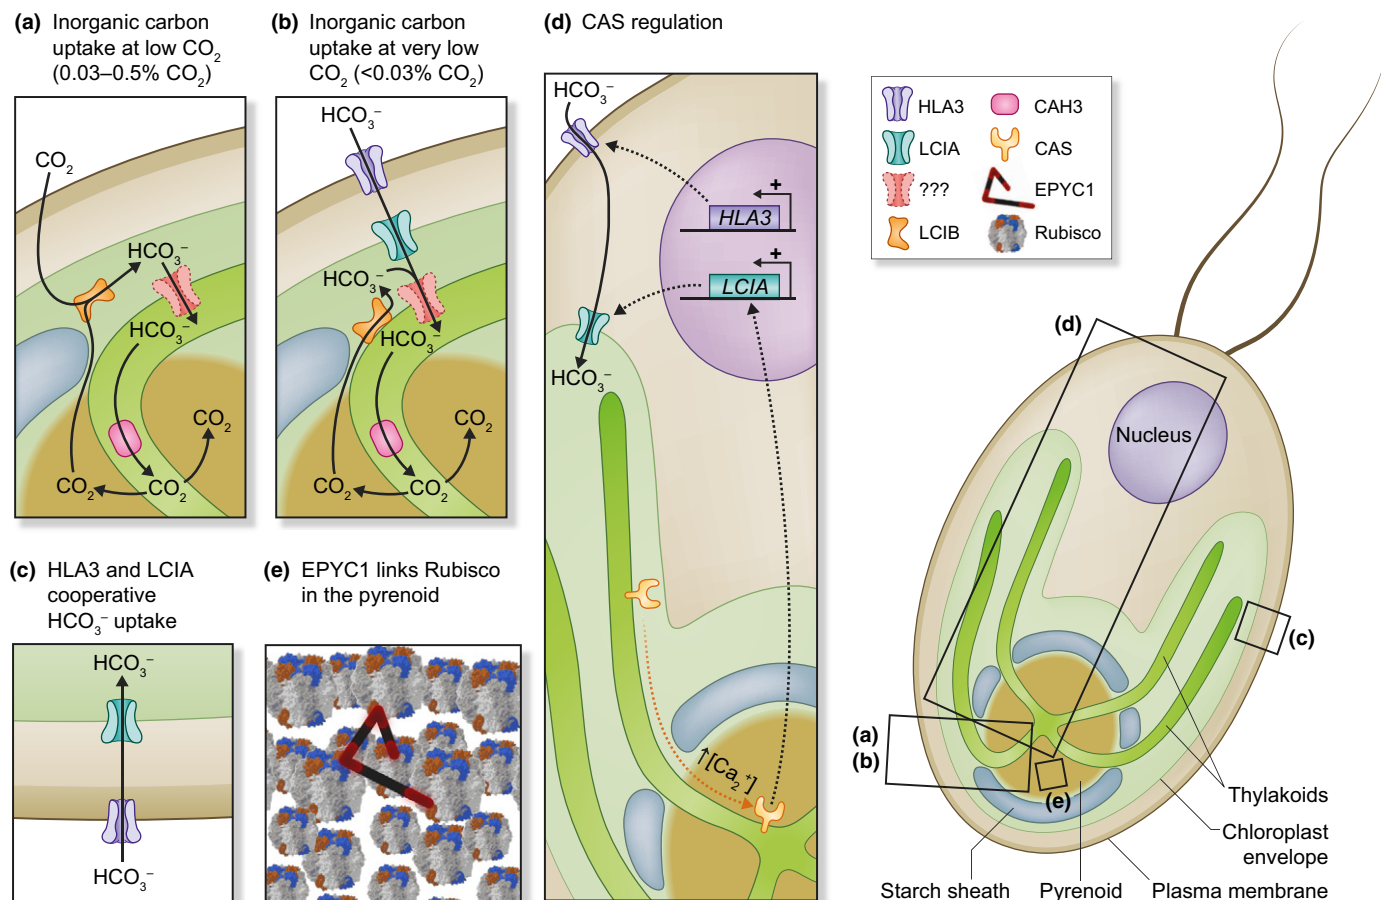 (a) Inorganic carbon
uptake at low CO₂
(0.03–0.5% CO₂)
CO₂
HCO₃⁻
HCO₃⁻
CO₂
CO₂
CO₂
(b) Inorganic carbon
uptake at very low
CO₂ (<0.03% CO₂)
HCO₃⁻
HCO₃⁻
HCO₃⁻
CO₂
CO₂
CO₂
(c) HLA3 and LCIA
cooperative
HCO₃⁻ uptake
HCO₃⁻
HCO₃⁻
(e) EPYC1 links Rubisco
in the pyrenoid
(d) CAS regulation
HCO₃⁻
+
HLA3
+
LCIA
HCO₃⁻
↑[Ca₂⁺]
HLA3
CAH3
LCIA
CAS
???
EPYC1
LCIB
Rubisco
(d)
Nucleus
(c)
(a)
(b)
(e)
Thylakoids
Chloroplast
envelope
Starch sheath
Pyrenoid
Plasma membrane